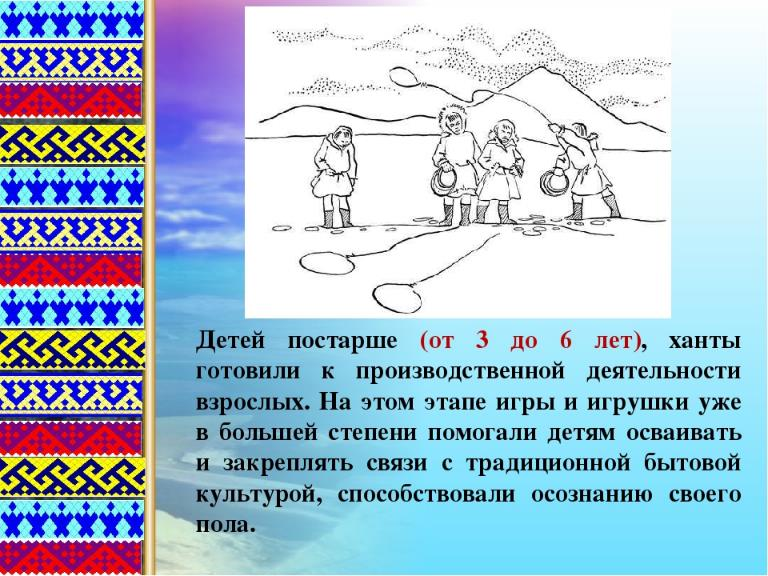 Детей постарше (от 3 до 6 лет), ханты
готовили к производственной деятельности
взрослых. На этом этапе игры и игрушки уже
в большей степени помогали детям осваивать
и закреплять связи с традиционной бытовой
культурой, способствовали осознанию своего
пола.